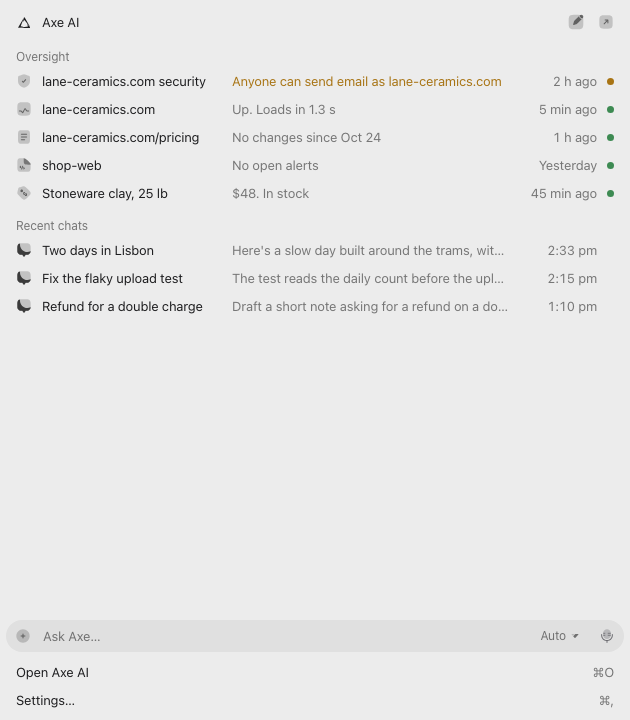 Axe AI
Oversight
lane-ceramics.com security Anyone can send email as lane-ceramics.com 2 h ago
lane-ceramics.com Up. Loads in 1.3 s 5 min ago
lane-ceramics.com/pricing No changes since Oct 24 1 h ago
shop-web No open alerts Yesterday
Stoneware clay, 25 lb $48. In stock 45 min ago
Recent chats
Two days in Lisbon Here's a slow day built around the trams, wit... 2:33 pm
Fix the flaky upload test The test reads the daily count before the upl... 2:15 pm
Refund for a double charge Draft a short note asking for a refund on a do... 1:10 pm
Ask Axe... Auto
Open Axe AI ⌘O
Settings... ⌘,